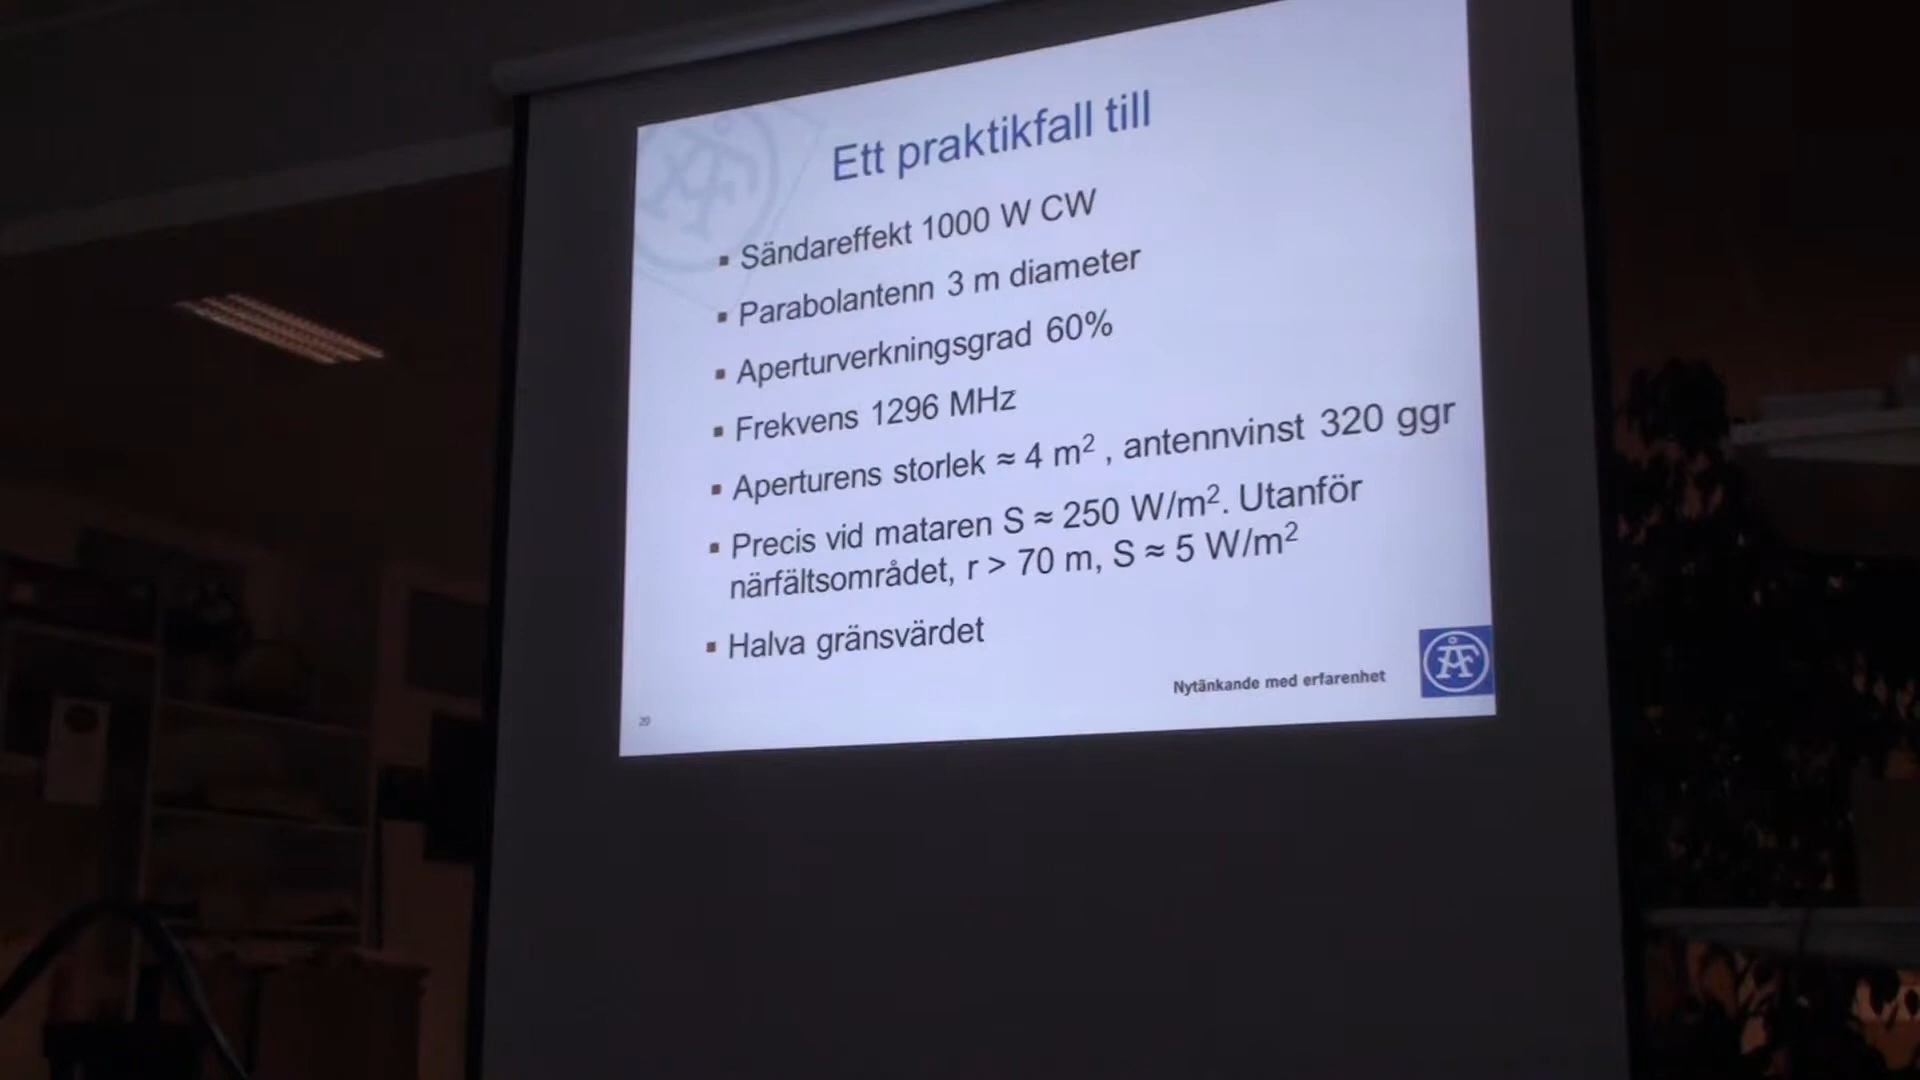 Ett praktikfall till
▪ Sändareffekt 1000 W CW
▪ Parabolantenn 3 m diameter
▪ Aperturverkningsgrad 60%
▪ Frekvens 1296 MHz
▪ Aperturens storlek ≈ 4 m², antennvinst 320 ggr
▪ Precis vid mataren S ≈ 250 W/m². Utanför
närfältsområdet, r > 70 m, S ≈ 5 W/m²
▪ Halva gränsvärdet
Nytänkande med erfarenhet
ÅF
20